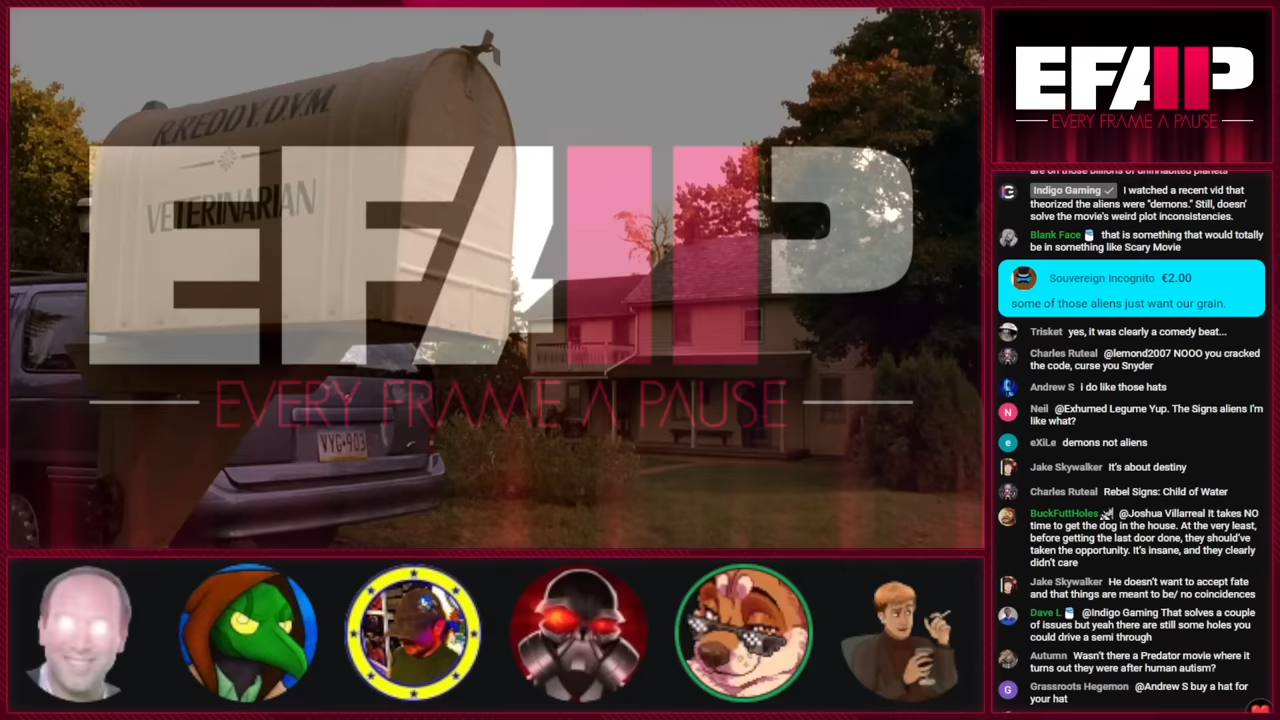 R.REDDY. D.V.M.
VETERINARIAN
VYG•903
EFAP
EVERY FRAME A PAUSE
EFAP
EVERY FRAME A PAUSE
are on those billions of uninhabited planets
Indigo Gaming ✓ I watched a recent vid that
theorized the aliens were "demons." Still, doesn'
solve the movie's weird plot inconsistencies.
Blank Face that is something that would totally
be in something like Scary Movie
Souvereign Incognito €2.00
some of those aliens just want our grain.
Trisket yes, it was clearly a comedy beat...
Charles Ruteal @lemond2007 NOOO you cracked
the code, curse you Snyder
Andrew S i do like those hats
N Neil @Exhumed Legume Yup. The Signs aliens I'm
like what?
e eXiLe demons not aliens
Jake Skywalker It's about destiny
Charles Ruteal Rebel Signs: Child of Water
BuckFuttHoles @Joshua Villarreal It takes NO
time to get the dog in the house. At the very least,
before getting the last door done, they should've
taken the opportunity. It's insane, and they clearly
didn't care
Jake Skywalker He doesn't want to accept fate
and that things are meant to be/ no coincidences
Dave L @Indigo Gaming That solves a couple
of issues but yeah there are still some holes you
could drive a semi through
Autumn Wasn't there a Predator movie where it
turns out they were after human autism?
G Grassroots Hegemon @Andrew S buy a hat for
your hat